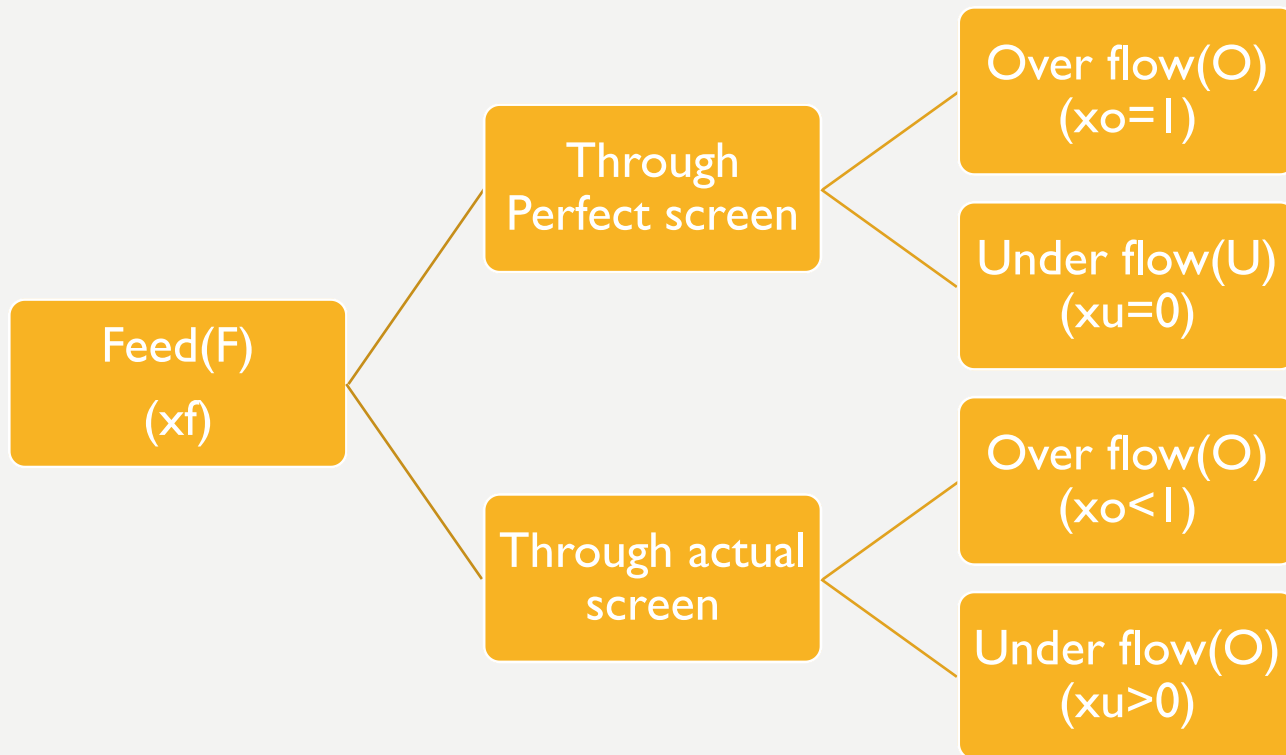 Feed(F)
(xf)
Through
Perfect screen
Over flow(O)
(xo=1)
Under flow(U)
(xu=0)
Through actual
screen
Over flow(O)
(xo<1)
Under flow(O)
(xu>0)